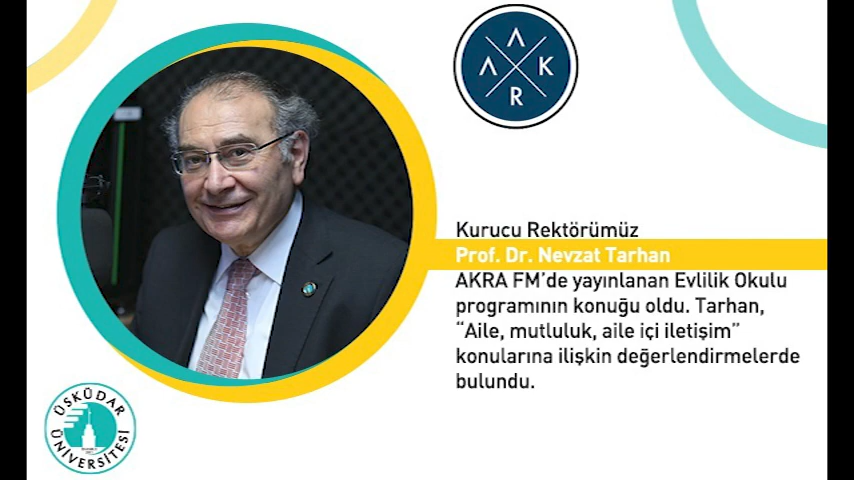 A
A K
R
Kurucu Rektörümüz
Prof. Dr. Nevzat Tarhan
AKRA FM’de yayınlanan Evlilik Okulu
programının konuğu oldu. Tarhan,
“Aile, mutluluk, aile içi iletişim”
konularına ilişkin değerlendirmelerde
bulundu.
ÜSKÜDAR
ÜNİVERSİTESİ